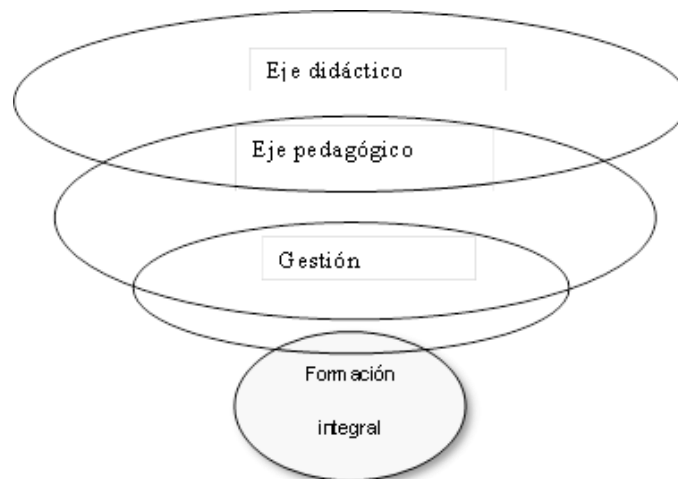 Eje didáctico
Eje pedagógico
Gestión
Formación
integral